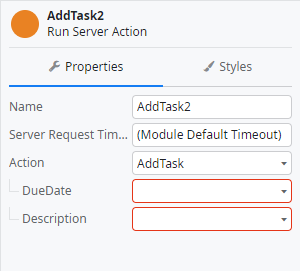 AddTask2
Run Server Action
Properties
Styles
Name
AddTask2
Server Request Tim...
(Module Default Timeout)
Action
AddTask
DueDate
Description